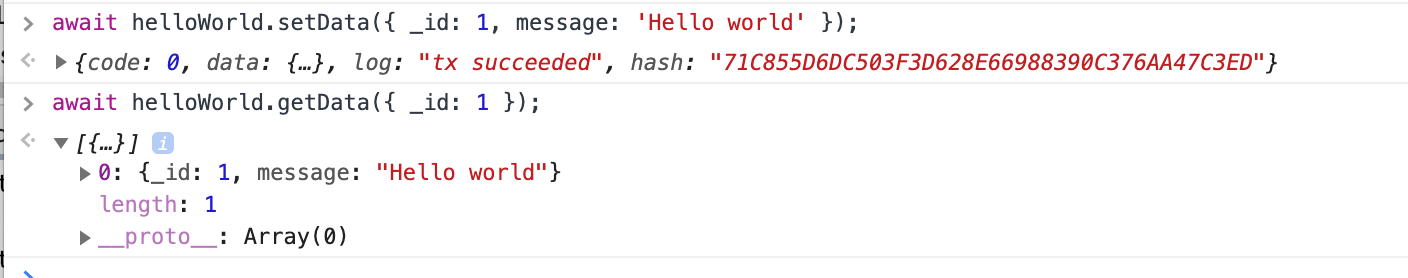 > await helloWorld.setData({ _id: 1, message: 'Hello world' });
{code: 0, data: {…}, log: "tx succeeded", hash: "71C855D6DC503F3D628E66988390C376AA47C3ED"}
> await helloWorld.getData({ _id: 1 });
[{…}] i
0: {_id: 1, message: "Hello world"}
length: 1
__proto__: Array(0)
>